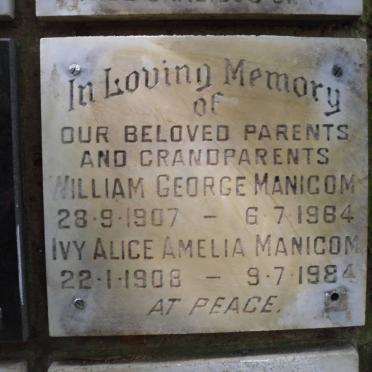 In Loving Memory
of
OUR BELOVED PARENTS
AND GRANDPARENTS
WILLIAM GEORGE MANICOM
28·9·1907 – 6·7·1964
IVY ALICE AMELIA MANICOM
22·1·1908 – 9·7·1984
AT PEACE.